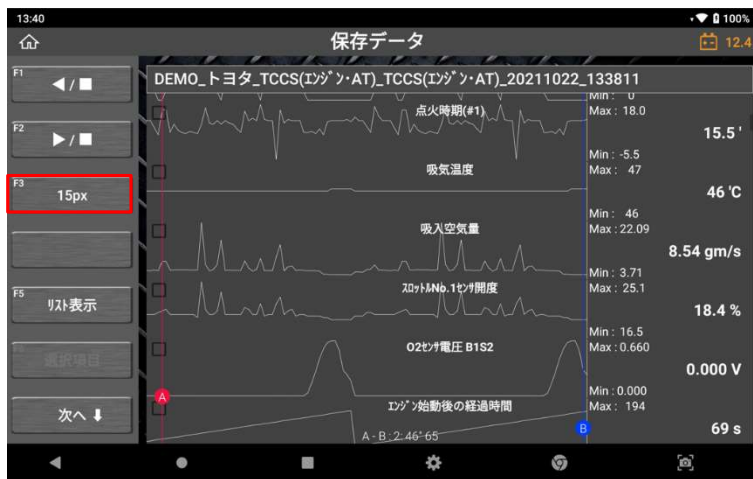 13:40
100%
保存データ
12.4
F1
◀/■
DEMO_トヨタ_TCCS(ｴﾝｼﾞﾝ･AT)_TCCS(ｴﾝｼﾞﾝ･AT)_20211022_133811
Min : 0
点火時期(#1)
Max : 18.0
F2
▶/■
15.5 '
Min : -5.5
吸気温度
Max : 47
F3
15px
46 'C
Min : 46
吸入空気量
Max : 22.09
8.54 gm/s
Min : 3.71
F5
リスト表示
ｽﾛｯﾄﾙNo.1ｾﾝｻ開度
Max : 25.1
18.4 %
Min : 16.5
O2ｾﾝｻ電圧 B1S2
Max : 0.660
選択項目
0.000 V
Min : 0.000
A
ｴﾝｼﾞﾝ始動後の経過時間
Max : 194
次へ ⬇
69 s
B
A - B : 2: 46" 65